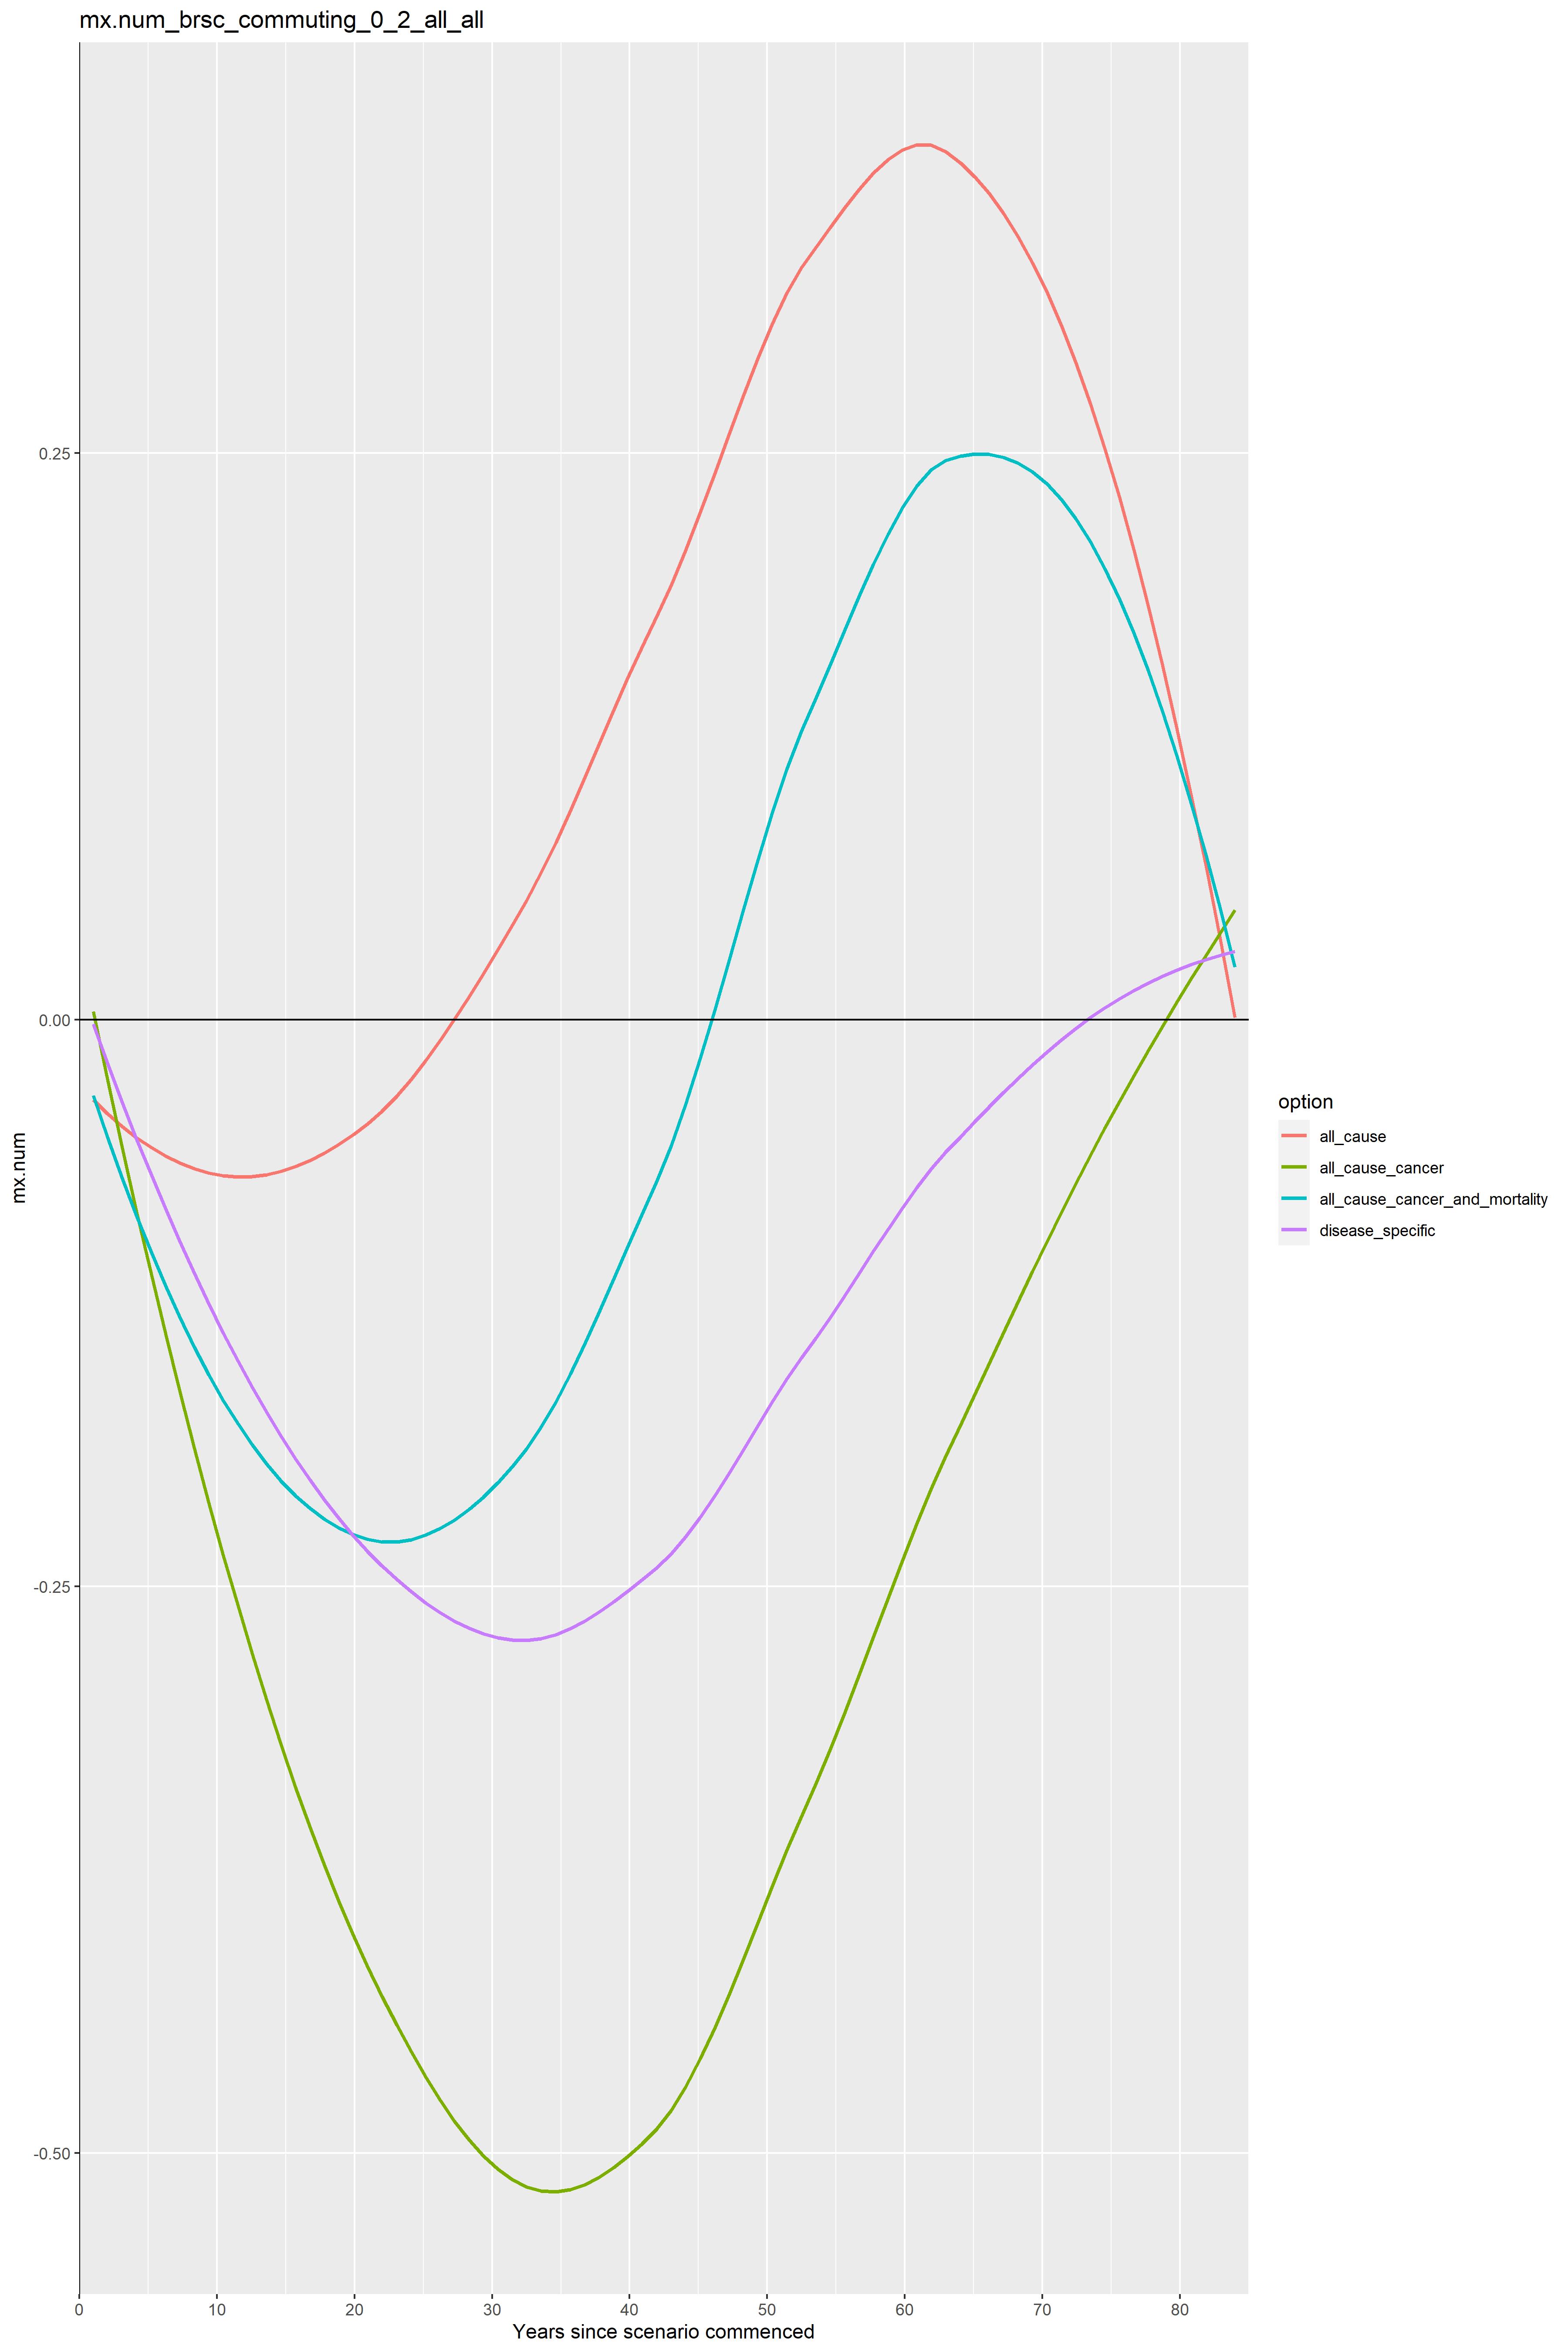 mx.num_brsc_commuting_0_2_all_all
0.25
0.00
-0.25
-0.50
mx.num
0 10 20 30 40 50 60 70 80
Years since scenario commenced
option
all_cause
all_cause_cancer
all_cause_cancer_and_mortality
disease_specific